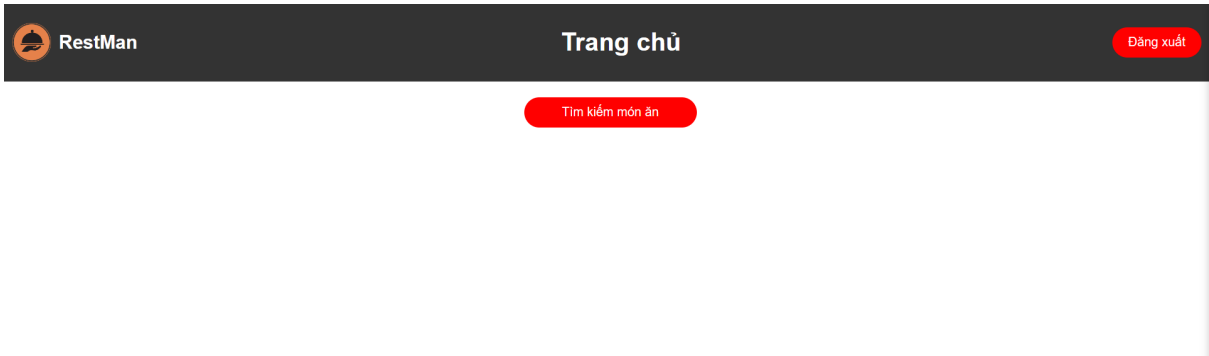 RestMan
Trang chủ
Đăng xuất
Tìm kiếm món ăn